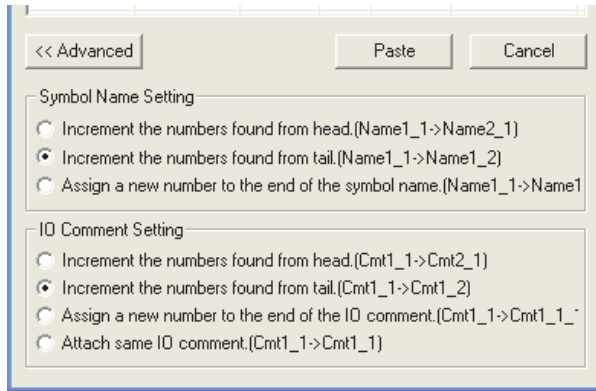 << Advanced Paste Cancel
Symbol Name Setting
Increment the numbers found from head.(Name1_1->Name2_1)
Increment the numbers found from tail.(Name1_1->Name1_2)
Assign a new number to the end of the symbol name.(Name1_1->Name1
IO Comment Setting
Increment the numbers found from head.(Cmt1_1->Cmt2_1)
Increment the numbers found from tail.(Cmt1_1->Cmt1_2)
Assign a new number to the end of the IO comment.(Cmt1_1->Cmt1_1_
Attach same IO comment.(Cmt1_1->Cmt1_1)